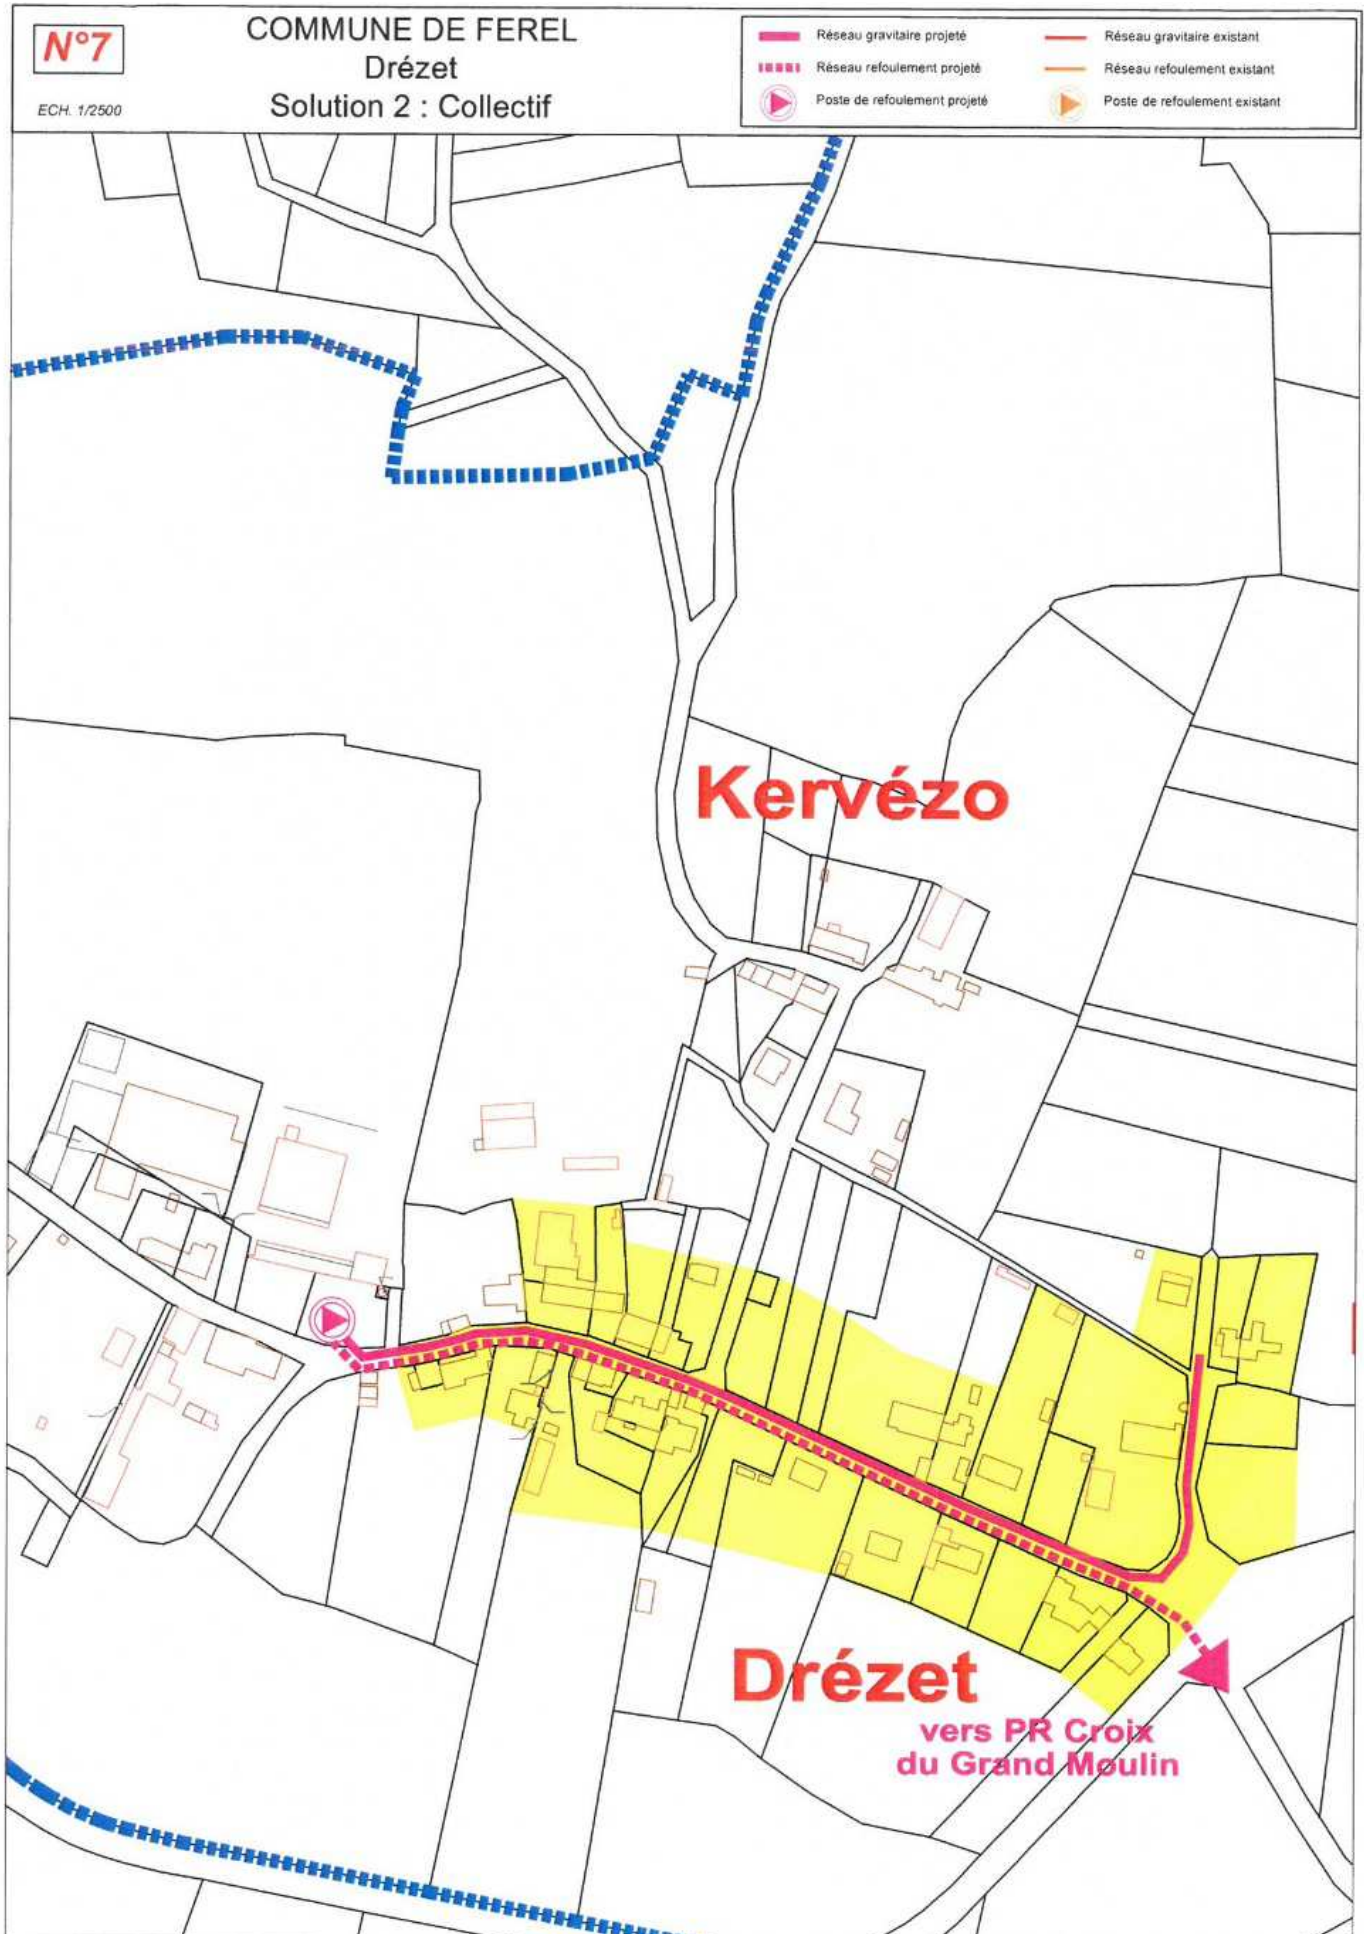 N°7
ECH. 1/2500
COMMUNE DE FEREL
Drézet
Solution 2 : Collectif
Réseau gravitaire projeté
Réseau refoulement projeté
Poste de refoulement projeté
Réseau gravitaire existant
Réseau refoulement existant
Poste de refoulement existant
Kervézo
Drézet
vers PR Croix
du Grand Moulin